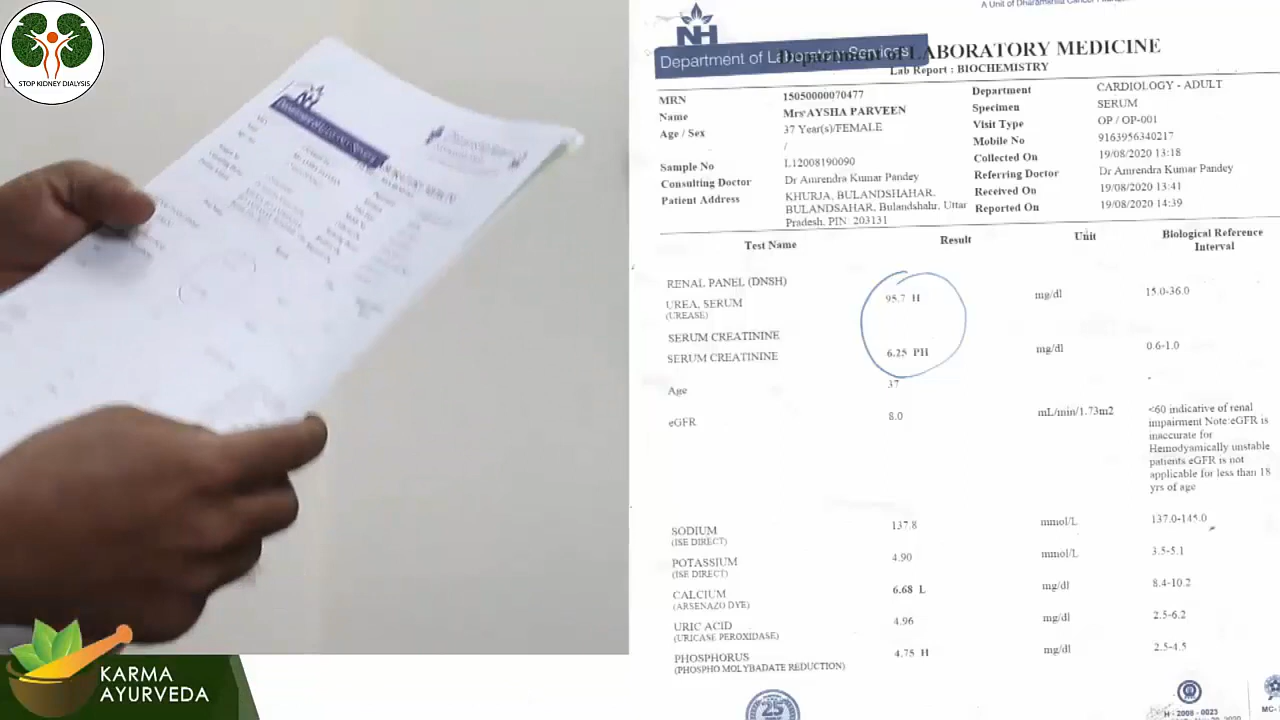 STOP KIDNEY DIALYSIS
KARMA
AYURVEDA
NH
A Unit of Dharamshila Cancer
Department of Laboratory Services
Department of LABORATORY MEDICINE
Lab Report : BIOCHEMISTRY
MRN 15050000070477 Department CARDIOLOGY - ADULT
Name Mrs AYSHA PARVEEN Specimen SERUM
Age / Sex 37 Year(s)/FEMALE Visit Type OP / OP-001
/ Mobile No 9163956340217
Sample No L12008190090 Collected On 19/08/2020 13:18
Consulting Doctor Dr Amrendra Kumar Pandey Referring Doctor Dr Amrendra Kumar Pandey
Patient Address KHURJA, BULANDSHAHAR, Received On 19/08/2020 13:41
BULANDSAHAR, Bulandshahr, Uttar Reported On 19/08/2020 14:39
Pradesh, PIN 203131
Test Name Result Unit Biological Reference
Interval
RENAL PANEL (DNSH)
UREA, SERUM 95.7 H mg/dl 15.0-36.0
(UREASE)
SERUM CREATININE
SERUM CREATININE 6.25 PH mg/dl 0.6-1.0
Age 37 -
eGFR 8.0 mL/min/1.73m2 <60 indicative of renal
impairment Note:eGFR is
inaccurate for
Hemodyamically unstable
patients eGFR is not
applicable for less than 18
yrs of age
SODIUM 137.8 mmol/L 137.0-145.0
(ISE DIRECT)
POTASSIUM 4.90 mmol/L 3.5-5.1
(ISE DIRECT)
CALCIUM 6.68 L mg/dl 8.4-10.2
(ARSENAZO DYE)
URIC ACID 4.96 mg/dl 2.5-6.2
(URICASE PEROXIDASE)
PHOSPHORUS 4.75 H mg/dl 2.5-4.5
(PHOSPHO MOLYBADATE REDUCTION)
25
H - 2008 - 0023
MC-